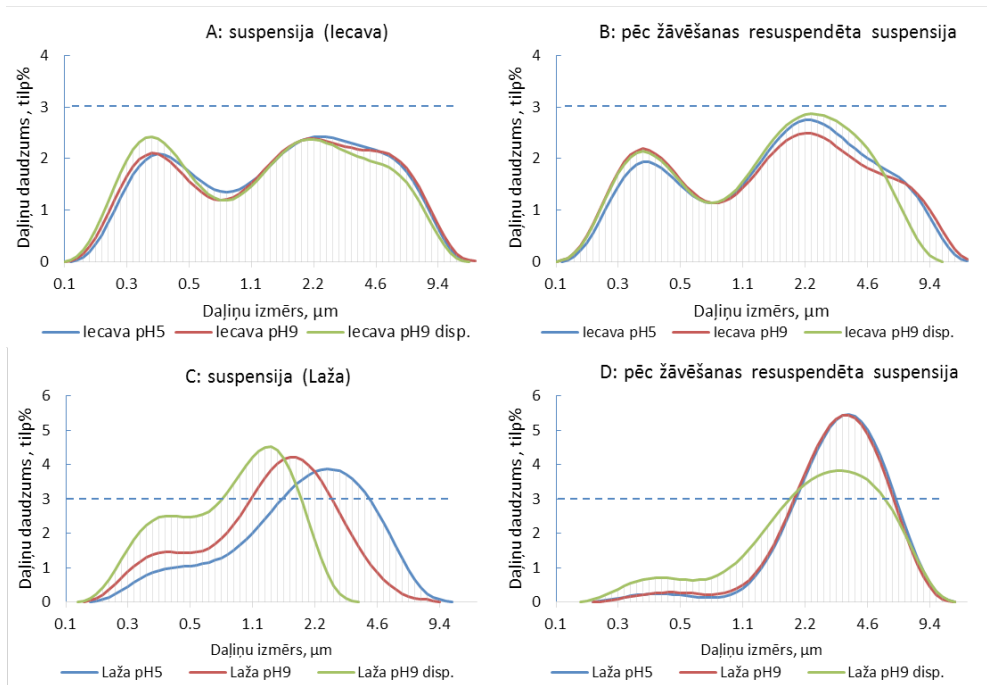 A: suspensija (Iecava)
Daļiņu daudzums, tilp%
4
3
2
1
0
0.1 0.3 0.5 1.1 2.2 4.6 9.4
Daļiņu izmērs, µm
Iecava pH5 Iecava pH9 Iecava pH9 disp.
B: pēc žāvēšanas resuspendēta suspensija
Daļiņu daudzums, tilp%
4
3
2
1
0
0.1 0.3 0.5 1.1 2.2 4.6 9.4
Daļiņu izmērs, µm
Iecava pH5 Iecava pH9 Iecava pH9 disp.
C: suspensija (Laža)
Daļiņu daudzums, tilp%
6
5
4
3
2
1
0
0.1 0.3 0.5 1.1 2.2 4.6 9.4
Daļiņu izmērs, µm
Laža pH5 Laža pH9 Laža pH9 disp.
D: pēc žāvēšanas resuspendēta suspensija
Daļiņu daudzums, tilp%
6
5
4
3
2
1
0
0.1 0.3 0.5 1.1 2.2 4.6 9.4
Daļiņu izmērs, µm
Laža pH5 Laža pH9 Laža pH9 disp.